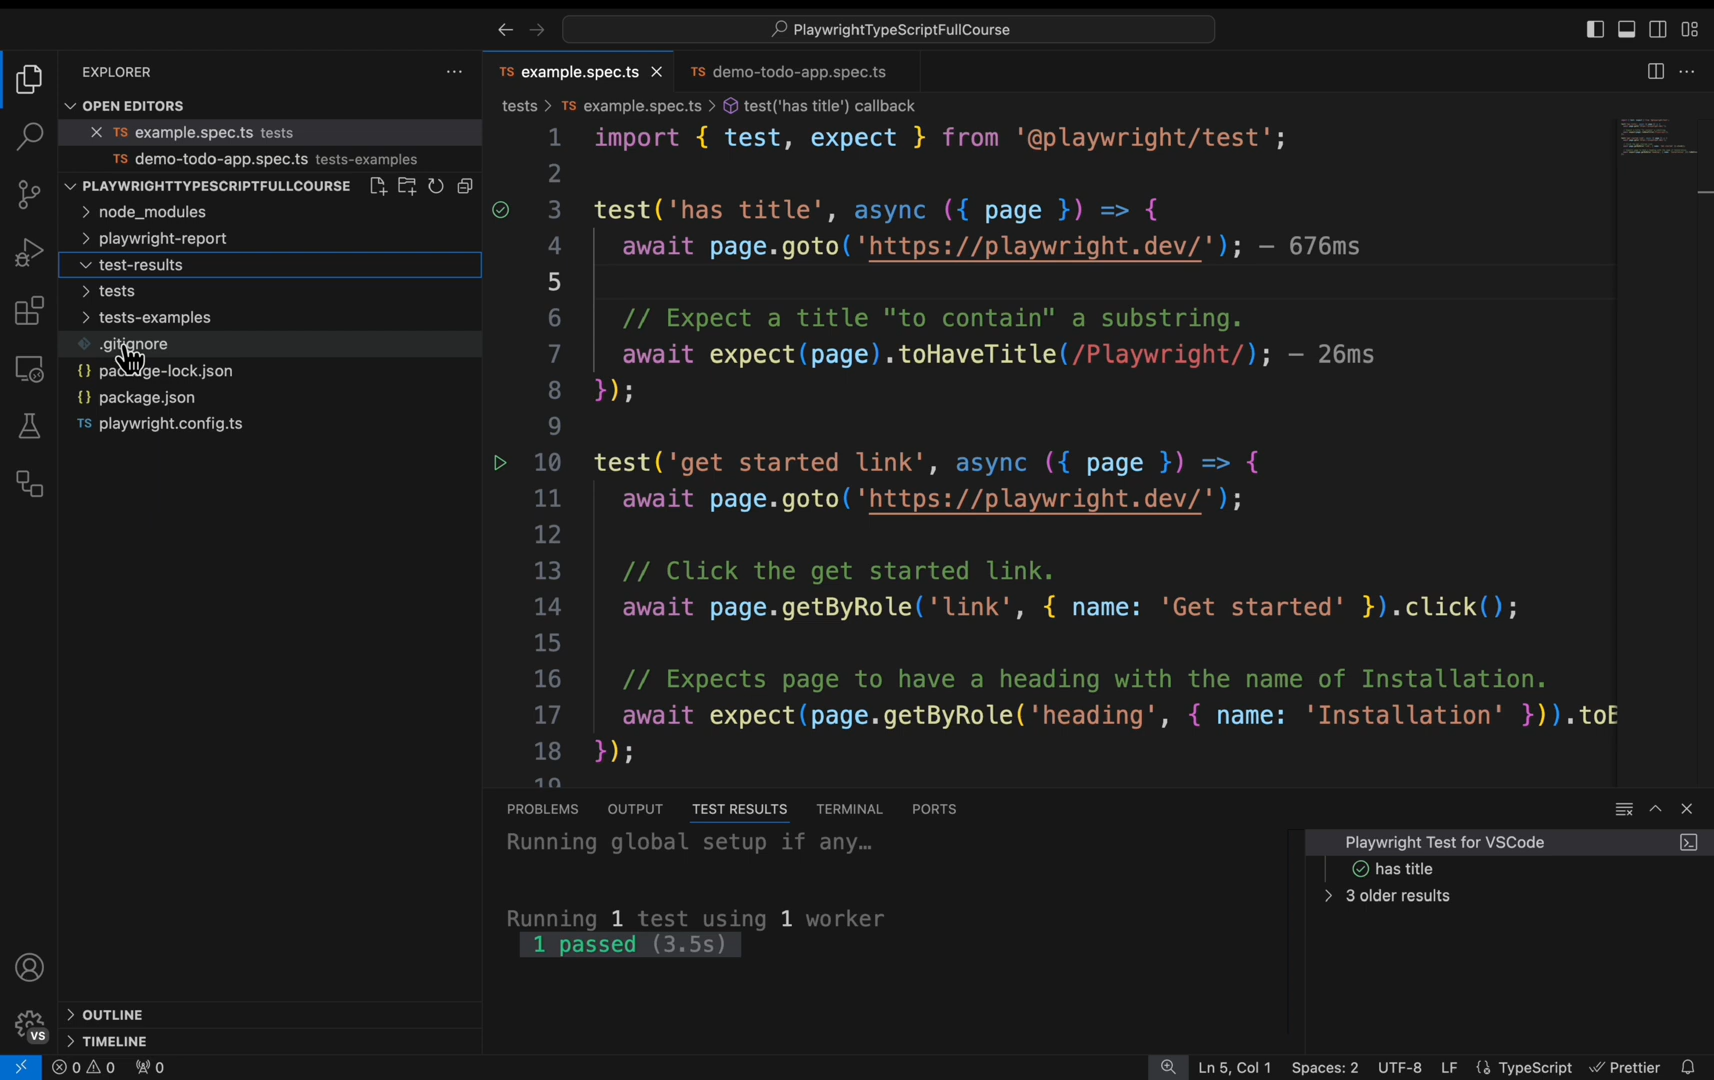 PlaywrightTypeScriptFullCourse
EXPLORER
OPEN EDITORS
TS example.spec.ts tests
TS demo-todo-app.spec.ts tests-examples
PLAYWRIGHTTYPESCRIPTFULLCOURSE
node_modules
playwright-report
test-results
tests
tests-examples
.gitignore
{} package-lock.json
{} package.json
TS playwright.config.ts
OUTLINE
TIMELINE
TS example.spec.ts
TS demo-todo-app.spec.ts
tests > TS example.spec.ts > test('has title') callback
1 import { test, expect } from '@playwright/test';
2
3 test('has title', async ({ page }) => {
4 await page.goto('https://playwright.dev/'); — 676ms
5
6 // Expect a title "to contain" a substring.
7 await expect(page).toHaveTitle(/Playwright/); — 26ms
8 });
9
10 test('get started link', async ({ page }) => {
11 await page.goto('https://playwright.dev/');
12
13 // Click the get started link.
14 await page.getByRole('link', { name: 'Get started' }).click();
15
16 // Expects page to have a heading with the name of Installation.
17 await expect(page.getByRole('heading', { name: 'Installation' })).toB
18 });
19
PROBLEMS OUTPUT TEST RESULTS TERMINAL PORTS
Running global setup if any…
Running 1 test using 1 worker
1 passed (3.5s)
Playwright Test for VSCode
has title
3 older results
VS
0 0 0
Ln 5, Col 1 Spaces: 2 UTF-8 LF {} TypeScript Prettier